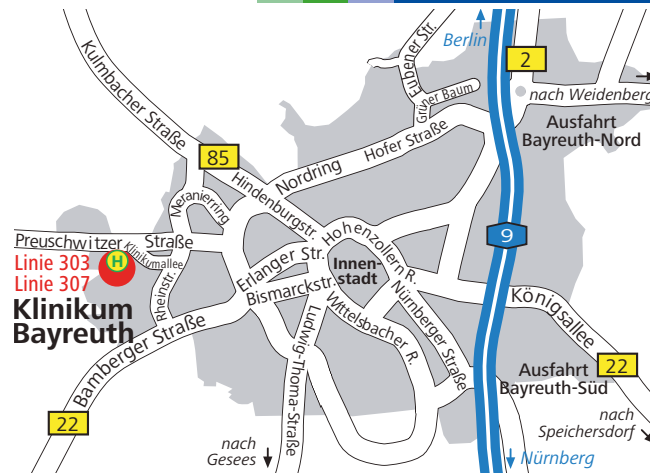 Berlin
2
Kulmbacher Straße
Eubener Str.
Grüner Baum
nach Weidenberg
Ausfahrt
Bayreuth-Nord
Hofer Straße
Nordring
85
Hindenburgstr.
Meranierring
Preuschwitzer Straße
Klinikumallee
H
Linie 303
Linie 307
Klinikum
Bayreuth
Rheinstr.
Hohenzollern R.
Erlanger Str.
Innen-
stadt
9
Bismarckstr.
Wittelsbacher R.
Nürnberger Straße
Königsallee
Bamberger Straße
Ludwig-Thoma-Straße
Ausfahrt
Bayreuth-Süd
22
22
nach
Speichersdorf
nach
Gesees
Nürnberg